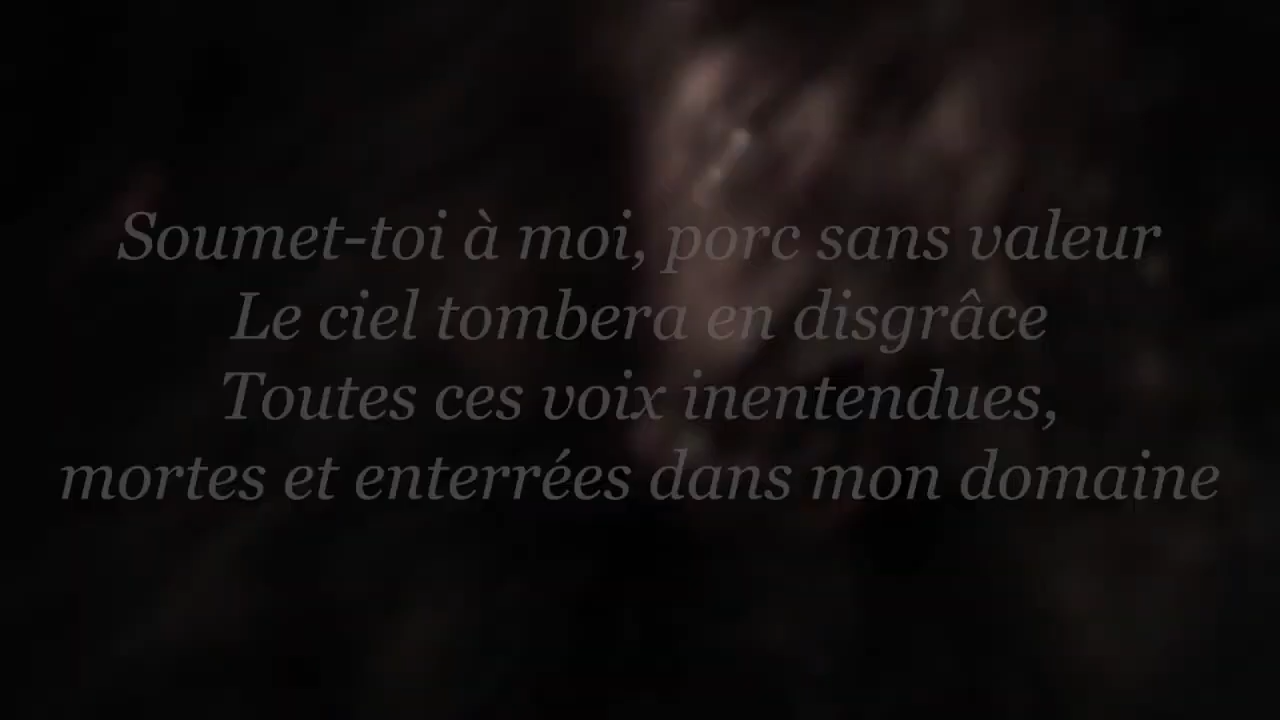 Soumet-toi à moi, porc sans valeur
Le ciel tombera en disgrâce
Toutes ces voix inentendues,
mortes et enterrées dans mon domaine